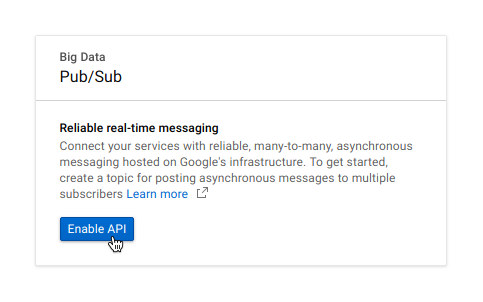 Big Data
Pub/Sub
Reliable real-time messaging
Connect your services with reliable, many-to-many, asynchronous
messaging hosted on Google's infrastructure. To get started,
create a topic for posting asynchronous messages to multiple
subscribers Learn more
Enable API